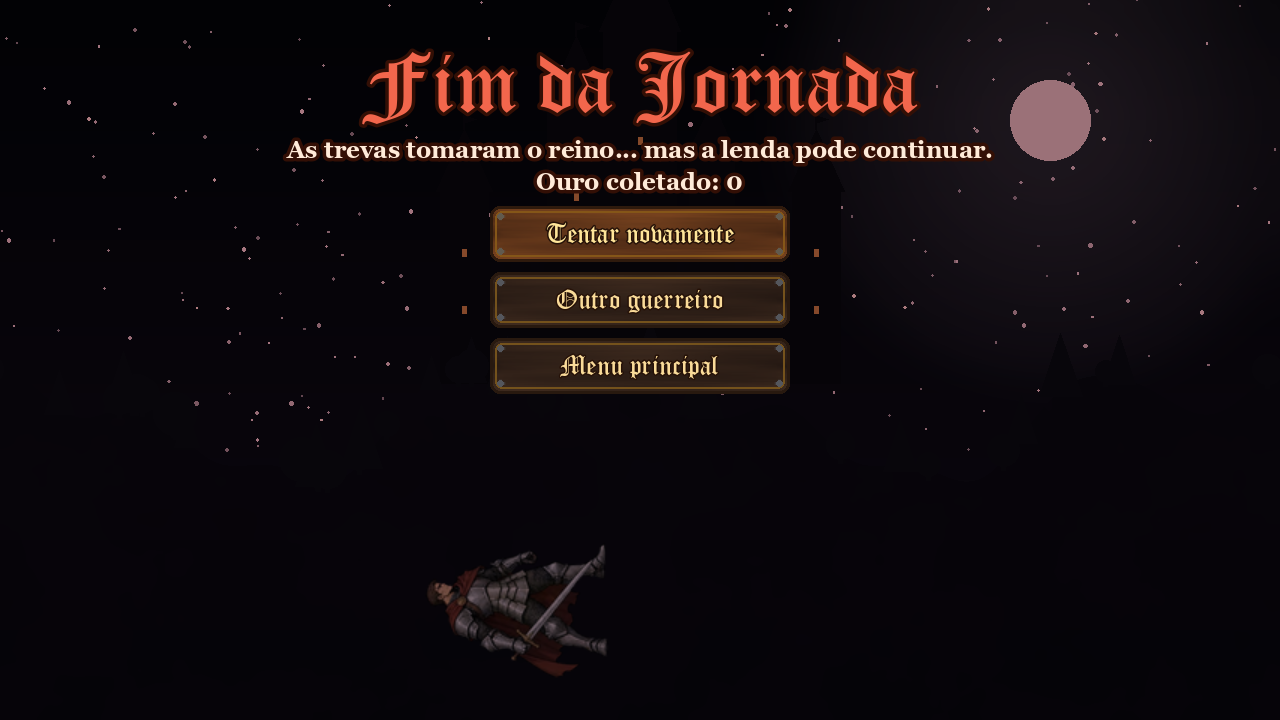 Fim da Jornada
As trevas tomaram o reino... mas a lenda pode continuar.
Ouro coletado: 0
Tentar novamente
Outro guerreiro
Menu principal